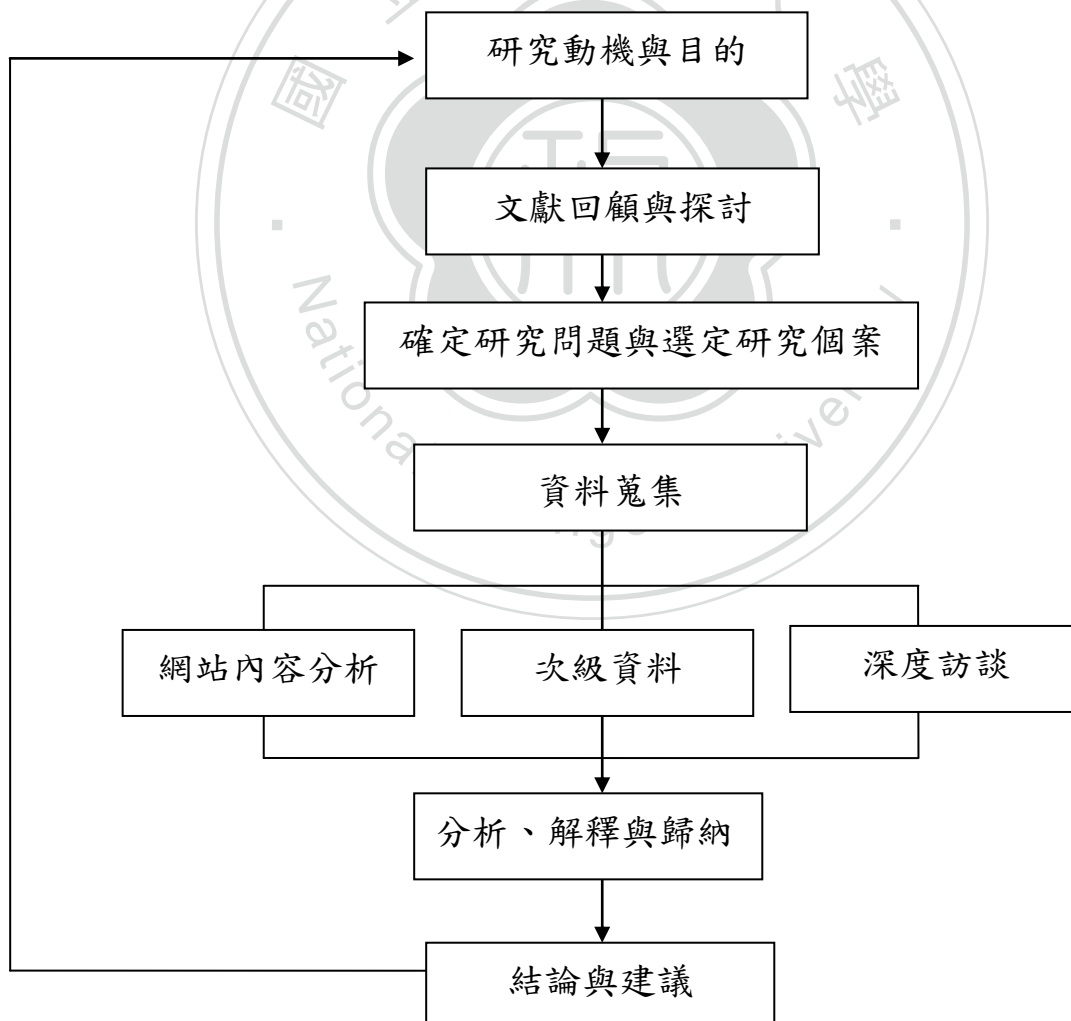 研究動機與目的
國
學
文獻回顧與探討
確定研究問題與選定研究個案
資料蒐集
網站內容分析
次級資料
深度訪談
分析、解釋與歸納
結論與建議